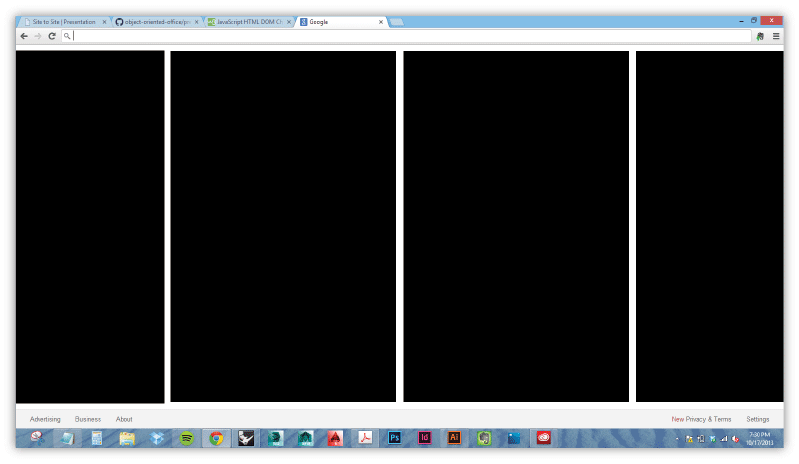 Site to Site | Presentation
object-oriented-office/pr
JavaScript HTML DOM Ch
Google
Advertising Business About New Privacy & Terms Settings
Ps Id Ai
7:30 PM
10/17/2013